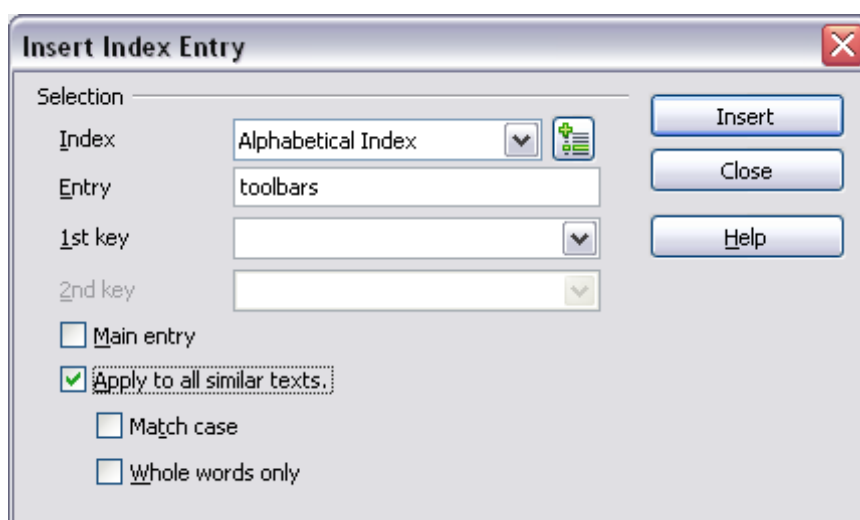 Insert Index Entry
Selection
Index
Alphabetical Index
Entry
toolbars
1st key
2nd key
Main entry
Apply to all similar texts.
Match case
Whole words only
Insert
Close
Help